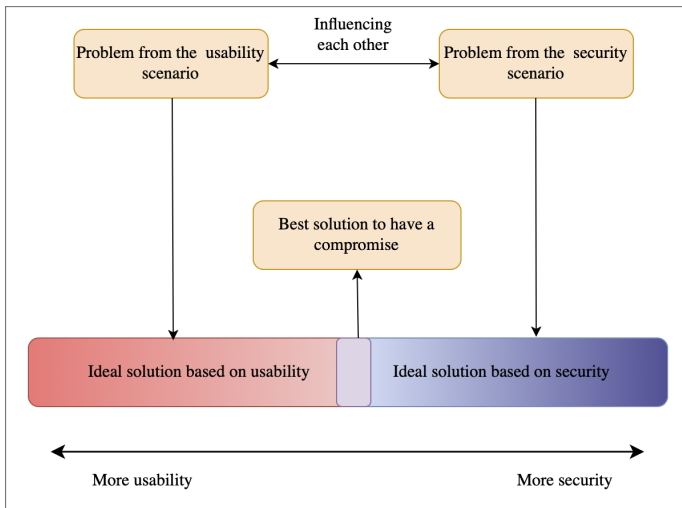 Influencing
each other
Problem from the usability
scenario
Problem from the security
scenario
Best solution to have a
compromise
Ideal solution based on usability
Ideal solution based on security
More usability
More security